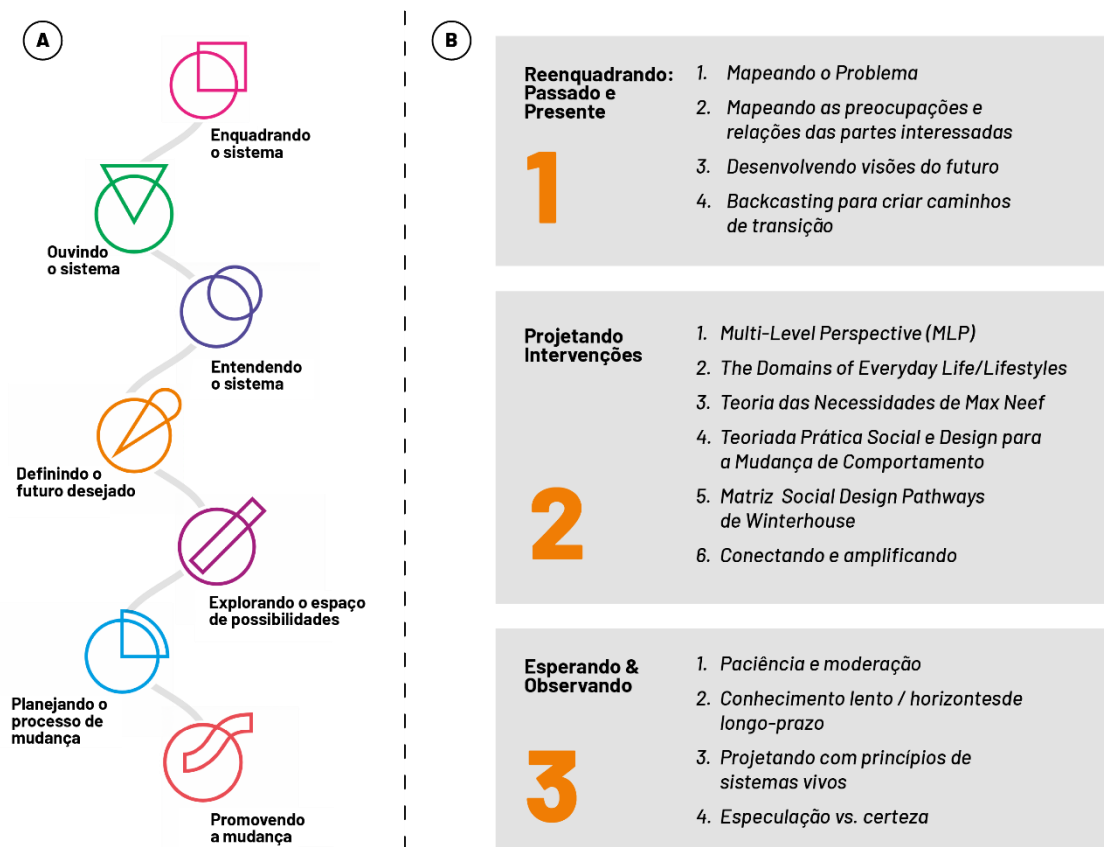 A
Enquadrando
o sistema
Ouvindo
o sistema
Entendendo
o sistema
Definindo o
futuro desejado
Explorando o espaço
de possibilidades
Planejando o
processo de
mudança
Promovendo
a mudança
B
Reenquadrando:
Passado e
Presente
1
1. Mapeando o Problema
2. Mapeando as preocupações e
relações das partes interessadas
3. Desenvolvendo visões do futuro
4. Backcasting para criar caminhos
de transição
Projetando
Intervenções
2
1. Multi-Level Perspective (MLP)
2. The Domains of Everyday Life/Lifestyles
3. Teoria das Necessidades de Max Neef
4. Teoriada Prática Social e Design para
a Mudança de Comportamento
5. Matriz Social Design Pathways
de Winterhouse
6. Conectando e amplificando
Esperando &
Observando
3
1. Paciência e moderação
2. Conhecimento lento / horizontesde
longo-prazo
3. Projetando com princípios de
sistemas vivos
4. Especulação vs. certeza